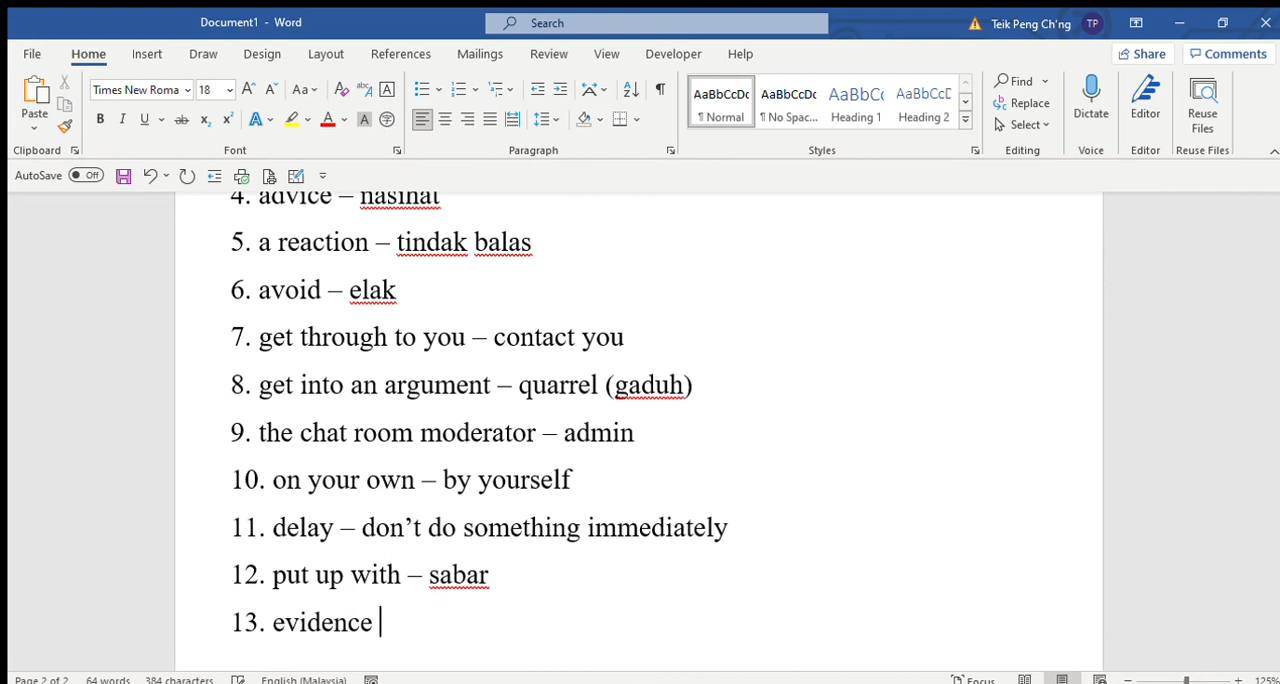 Document1 - Word
Search
Teik Peng Ch'ng
TP
File Home Insert Draw Design Layout References Mailings Review View Developer Help
Share
Comments
Paste
Clipboard
Times New Roma
18
Font
Paragraph
AaBbCcDc AaBbCcDc AaBbC( AaBbCcD
¶ Normal ¶ No Spac... Heading 1 Heading 2
Styles
Find
Replace
Select
Editing
Dictate
Voice
Editor
Editor
Reuse Files
Reuse Files
AutoSave Off
4. advice – nasihat
5. a reaction – tindak balas
6. avoid – elak
7. get through to you – contact you
8. get into an argument – quarrel (gaduh)
9. the chat room moderator – admin
10. on your own – by yourself
11. delay – don’t do something immediately
12. put up with – sabar
13. evidence
Page 2 of 2 64 words 384 characters English (Malaysia) Focus 125%